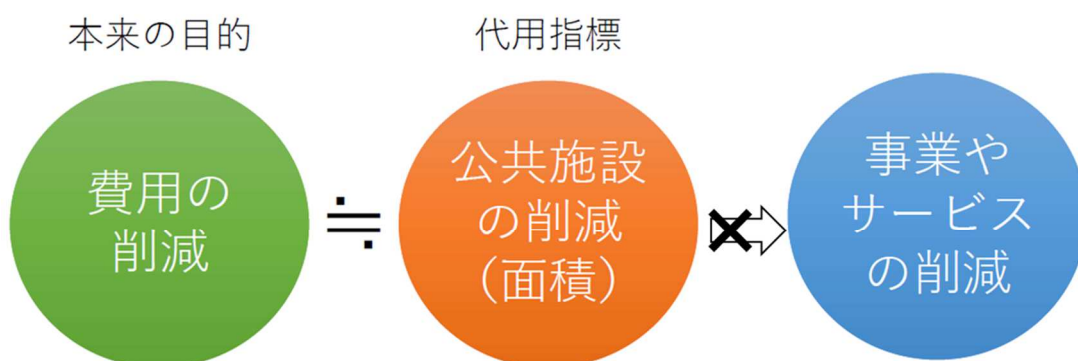 本来の目的
代用指標
費用の
削減
≒
公共施設
の削減
（面積）
事業や
サービス
の削減